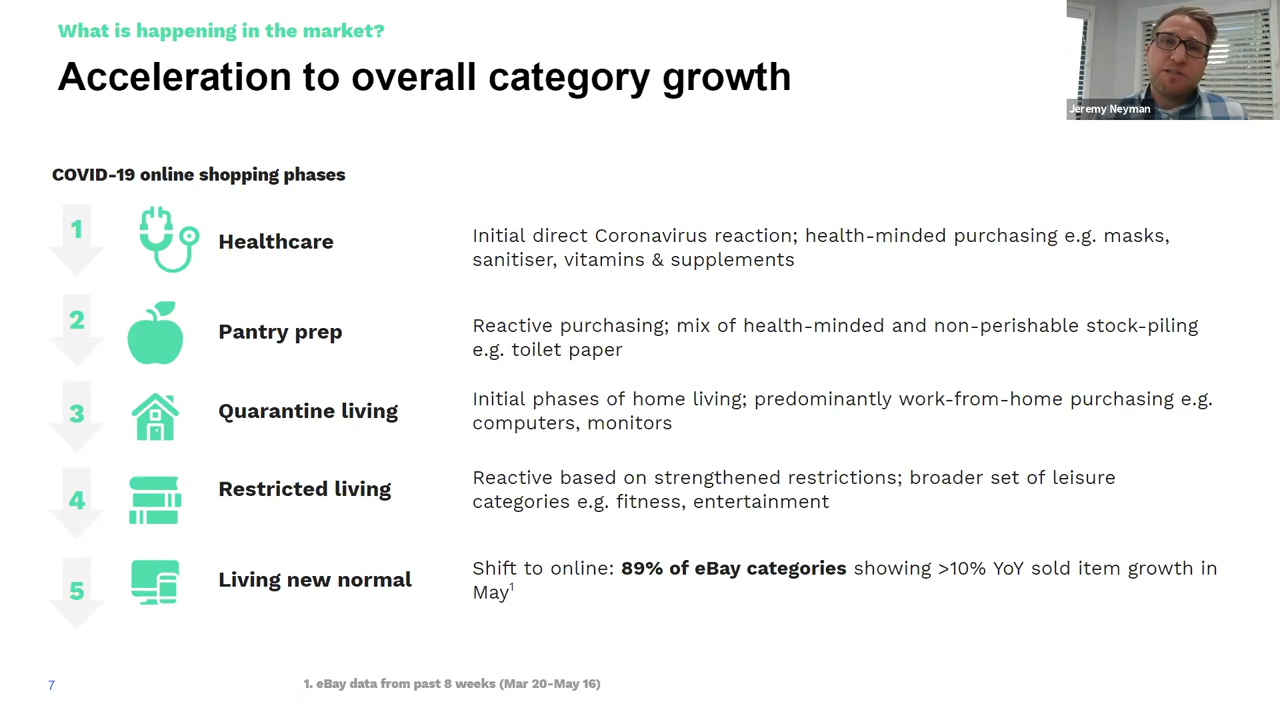 What is happening in the market?
Acceleration to overall category growth
Jeremy Neyman
COVID-19 online shopping phases
1
Healthcare
Initial direct Coronavirus reaction; health-minded purchasing e.g. masks,
sanitiser, vitamins & supplements
2
Pantry prep
Reactive purchasing; mix of health-minded and non-perishable stock-piling
e.g. toilet paper
3
Quarantine living
Initial phases of home living; predominantly work-from-home purchasing e.g.
computers, monitors
4
Restricted living
Reactive based on strengthened restrictions; broader set of leisure
categories e.g. fitness, entertainment
5
Living new normal
Shift to online: 89% of eBay categories showing >10% YoY sold item growth in
May¹
7
1. eBay data from past 8 weeks (Mar 20-May 16)